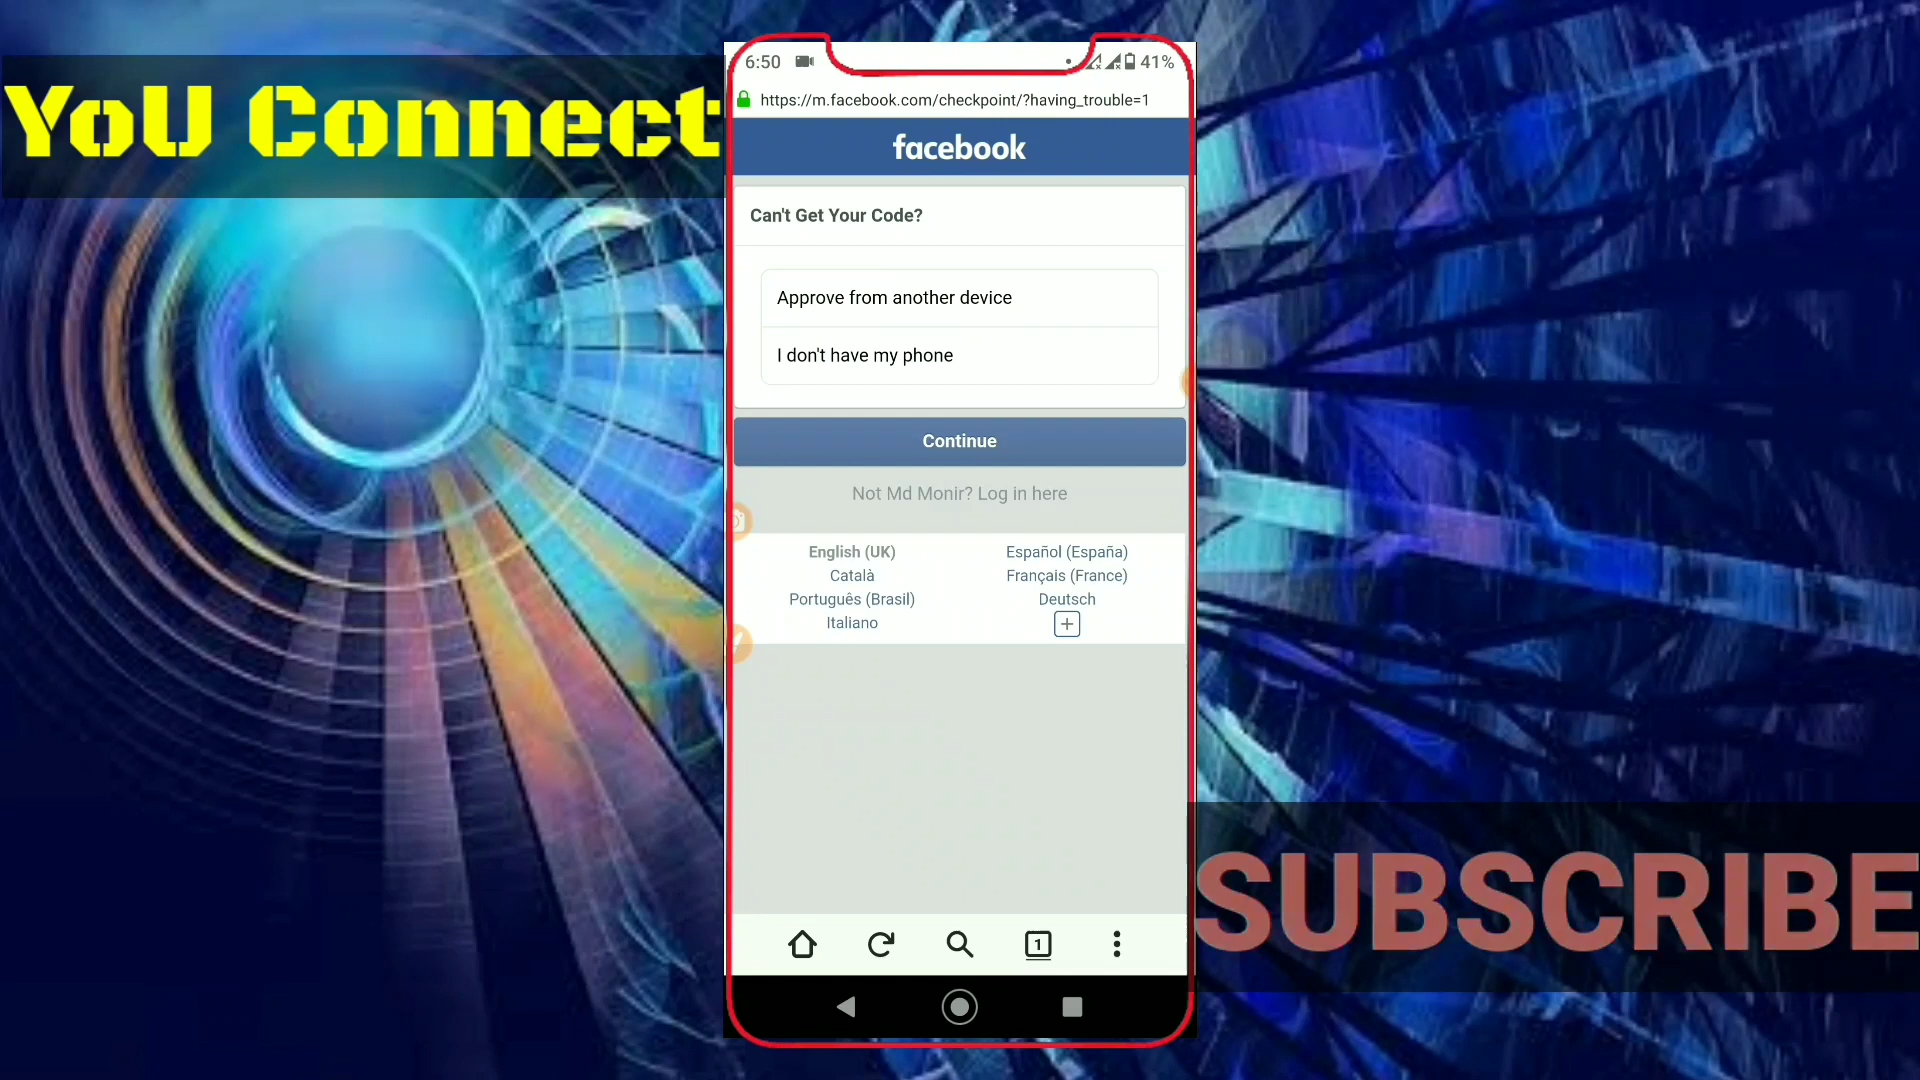 YoU Connect
6:50
41%
https://m.facebook.com/checkpoint/?having_trouble=1
facebook
Can't Get Your Code?
Approve from another device
I don't have my phone
Continue
Not Md Monir? Log in here
English (UK)
Español (España)
Català
Français (France)
Português (Brasil)
Deutsch
Italiano
1
SUBSCRIBE